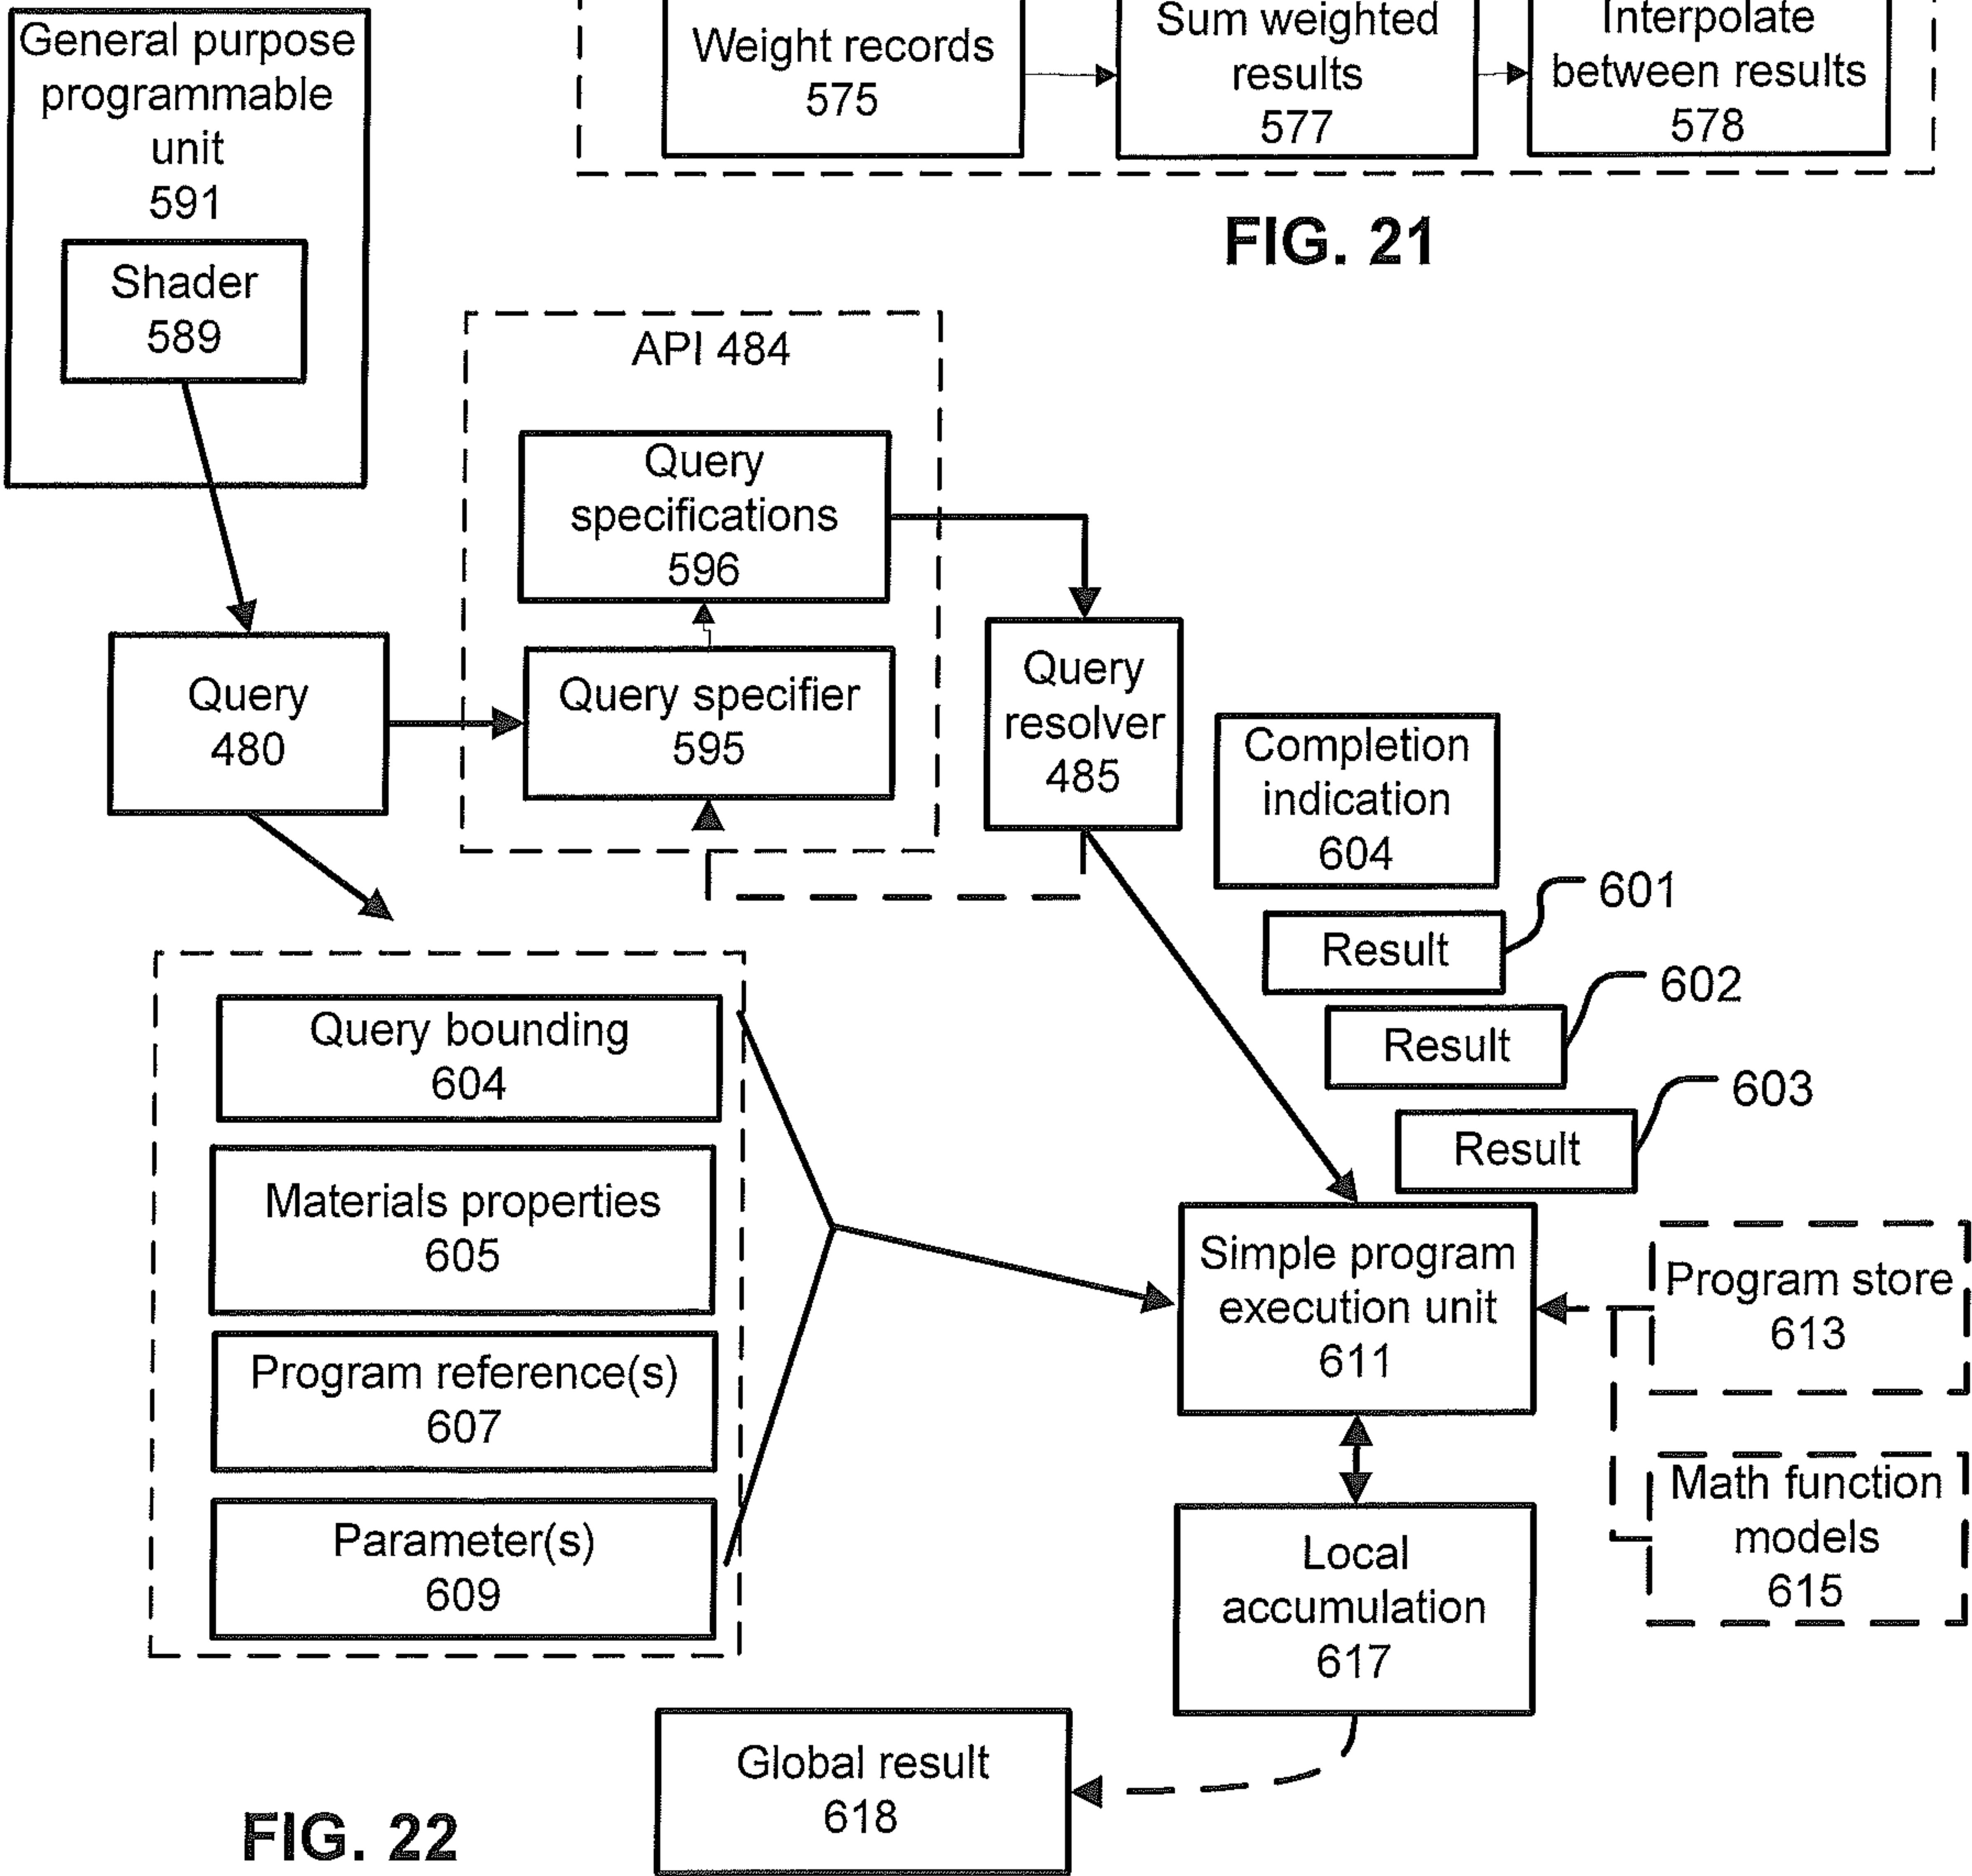 General purpose
programmable
unit
591
Shader
589
Weight records
575
Sum weighted
results
577
Interpolate
between results
578
FIG. 21
API 484
Query
specifications
596
Query
480
Query specifier
595
Query
resolver
485
Completion
indication
604
Result
601
Result
602
Result
603
Query bounding
604
Materials properties
605
Program reference(s)
607
Parameter(s)
609
Simple program
execution unit
611
Program store
613
Math function
models
615
Local
accumulation
617
Global result
618
FIG. 22